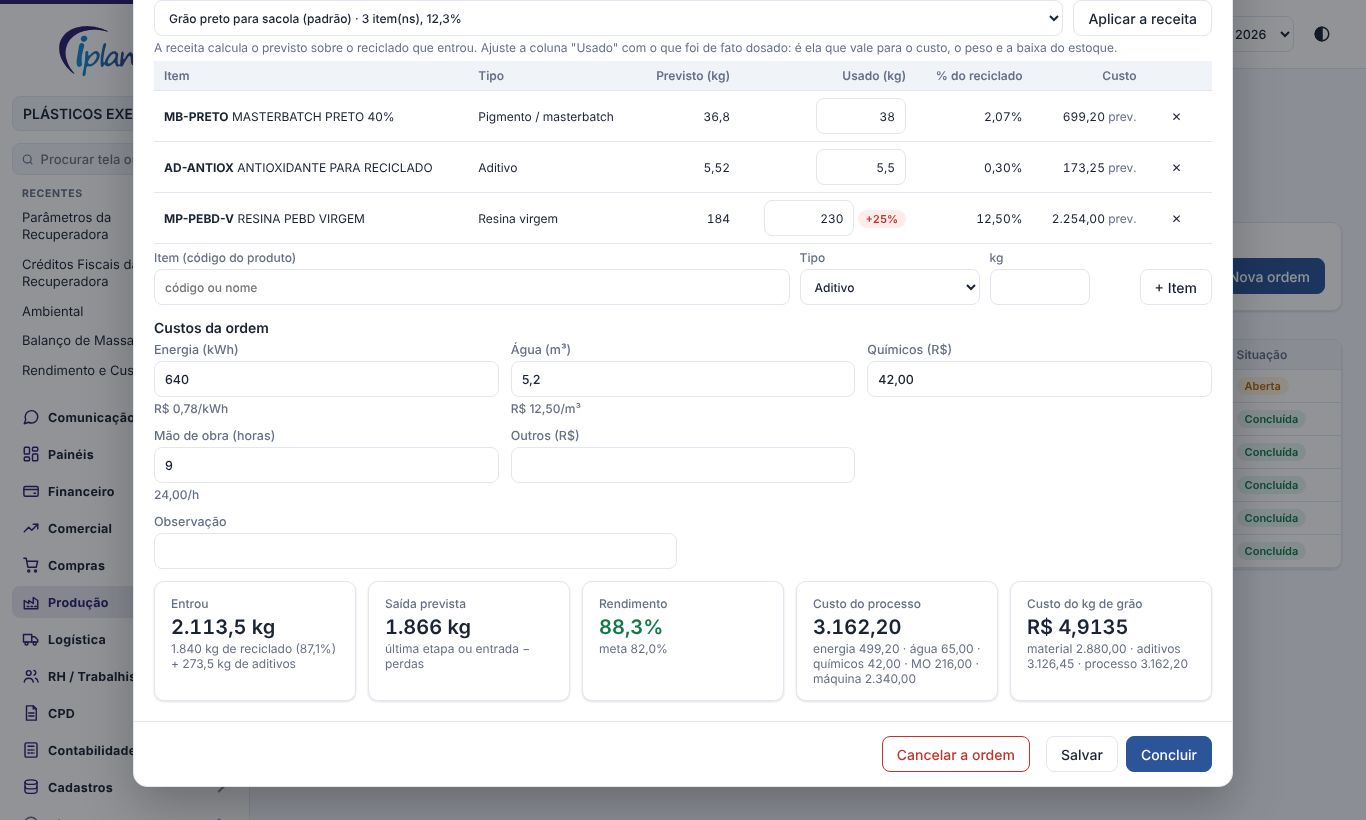 Grão preto para sacola (padrão) · 3 item(ns), 12,3%
Aplicar a receita
A receita calcula o previsto sobre o reciclado que entrou. Ajuste a coluna "Usado" com o que foi de fato dosado: é ela que vale para o custo, o peso e a baixa do estoque.
Item Tipo Previsto (kg) Usado (kg) % do reciclado Custo
MB-PRETO MASTERBATCH PRETO 40% Pigmento / masterbatch 36,8 38 2,07% 699,20 prev. ×
AD-ANTIOX ANTIOXIDANTE PARA RECICLADO Aditivo 5,52 5,5 0,30% 173,25 prev. ×
MP-PEBD-V RESINA PEBD VIRGEM Resina virgem 184 230 +25% 12,50% 2.254,00 prev. ×
Item (código do produto) Tipo kg
código ou nome Aditivo + Item
Custos da ordem
Energia (kWh) Água (m³) Químicos (R$)
640 5,2 42,00
R$ 0,78/kWh R$ 12,50/m³
Mão de obra (horas) Outros (R$)
9
24,00/h
Observação
Entrou
2.113,5 kg
1.840 kg de reciclado (87,1%)
+ 273,5 kg de aditivos
Saída prevista
1.866 kg
última etapa ou entrada −
perdas
Rendimento
88,3%
meta 82,0%
Custo do processo
3.162,20
energia 499,20 · água 65,00 ·
químicos 42,00 · MO 216,00 ·
máquina 2.340,00
Custo do kg de grão
R$ 4,9135
material 2.880,00 · aditivos
3.126,45 · processo 3.162,20
Cancelar a ordem Salvar Concluir
iplan
PLÁSTICOS EXE
Procurar tela o
RECENTES
Parâmetros da
Recuperadora
Créditos Fiscais da
Recuperadora
Ambiental
Balanço de Massa
Rendimento e Cus
Comunicação
Painéis
Financeiro
Comercial
Compras
Produção
Logística
RH / Trabalhis
CPD
Contabilidade
Cadastros
2026
Nova ordem
Situação
Aberta
Concluída
Concluída
Concluída
Concluída
Concluída